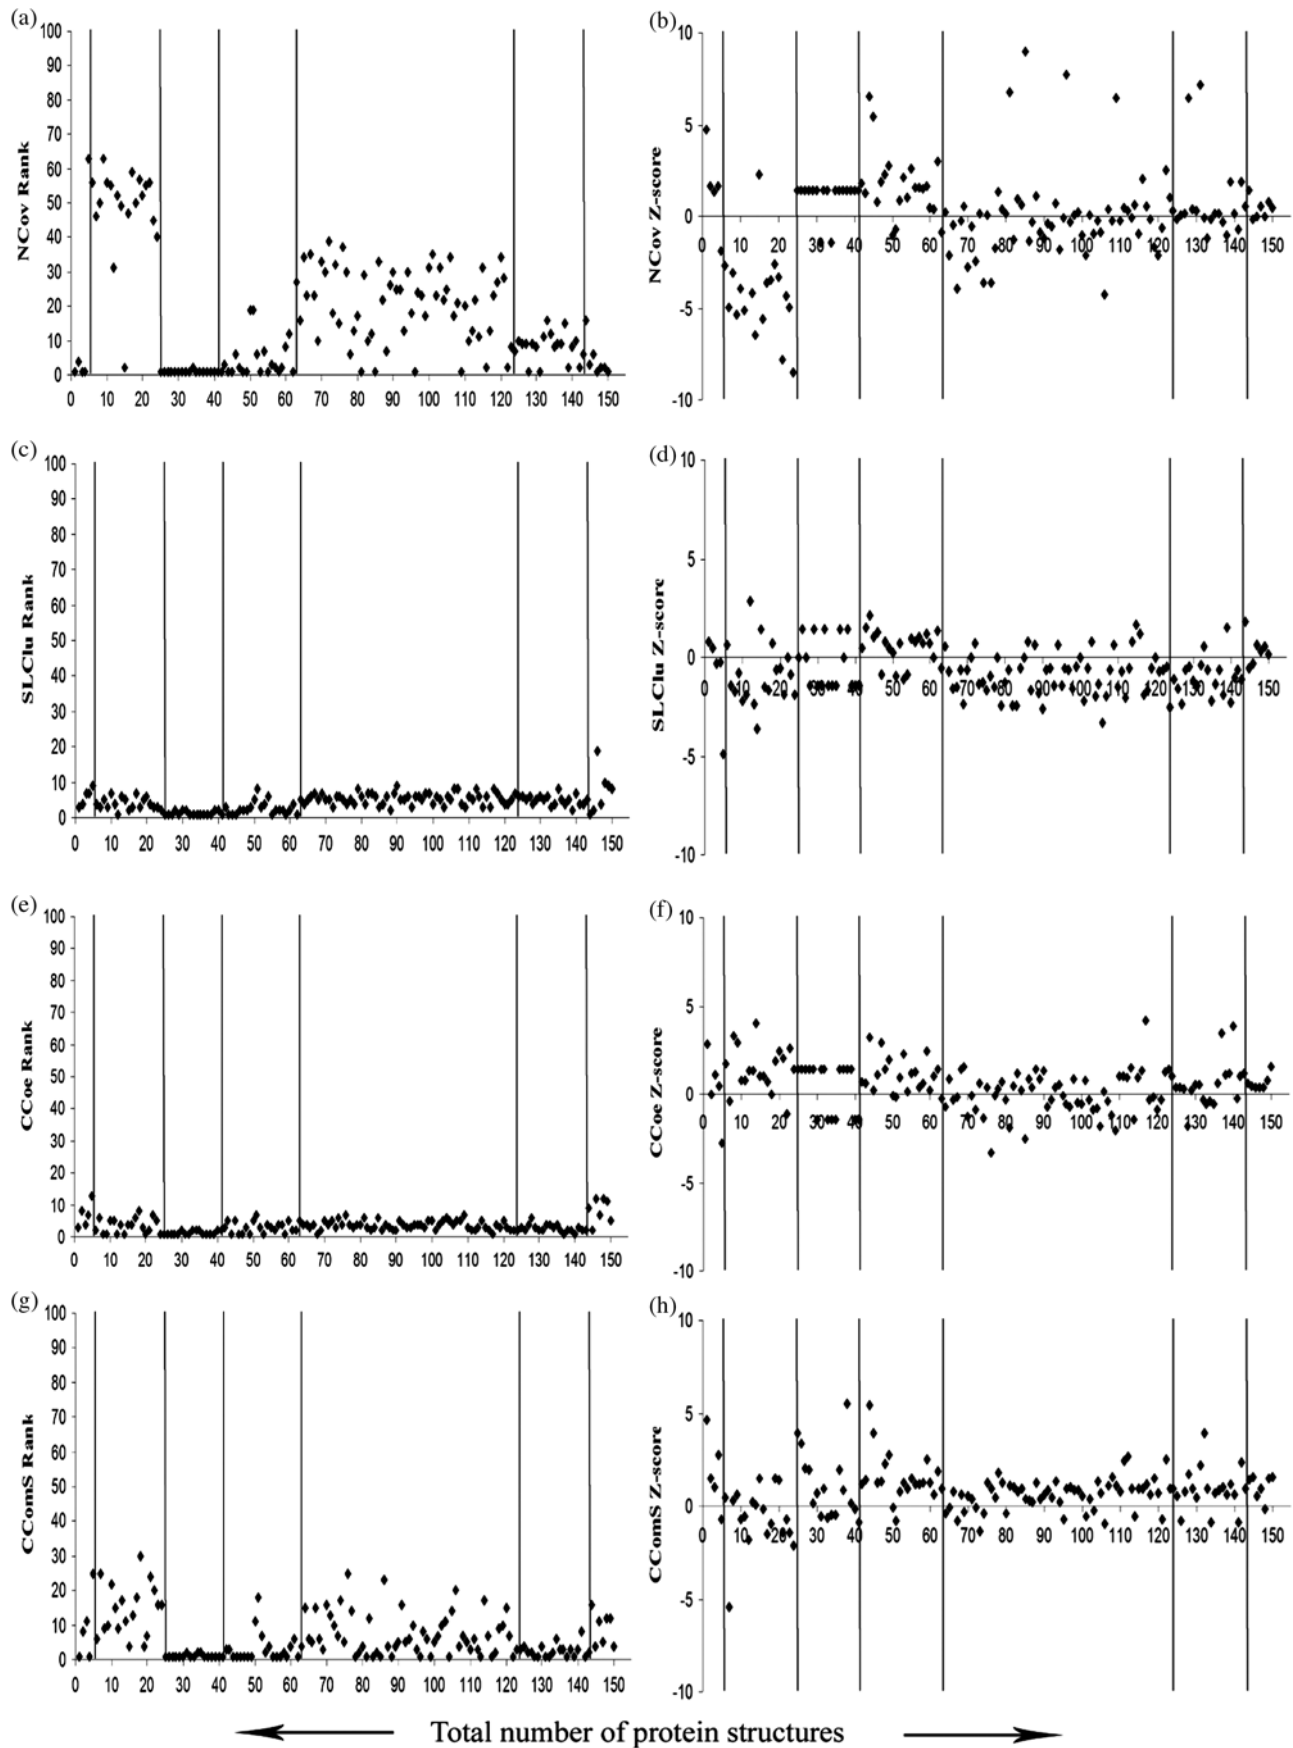 (a)
NCov Rank
100
90
80
70
60
50
40
30
20
10
0
0 10 20 30 40 50 60 70 80 90 100 110 120 130 140 150
(b)
NCov Z-score
10
5
0
-5
-10
0 10 20 30 40 50 60 70 80 90 100 110 120 130 140 150
(c)
SLClu Rank
100
90
80
70
60
50
40
30
20
10
0
0 10 20 30 40 50 60 70 80 90 100 110 120 130 140 150
(d)
SLClu Z-score
10
5
0
-5
-10
0 10 20 30 40 50 60 70 80 90 100 110 120 130 140 150
(e)
CCoe Rank
100
90
80
70
60
50
40
30
20
10
0
0 10 20 30 40 50 60 70 80 90 100 110 120 130 140 150
(f)
CCoe Z-score
10
5
0
-5
-10
0 10 20 30 40 50 60 70 80 90 100 110 120 130 140 150
(g)
CComS Rank
100
90
80
70
60
50
40
30
20
10
0
0 10 20 30 40 50 60 70 80 90 100 110 120 130 140 150
(h)
CComS Z-score
10
5
0
-5
-10
0 10 20 30 40 50 60 70 80 90 100 110 120 130 140 150
Total number of protein structures